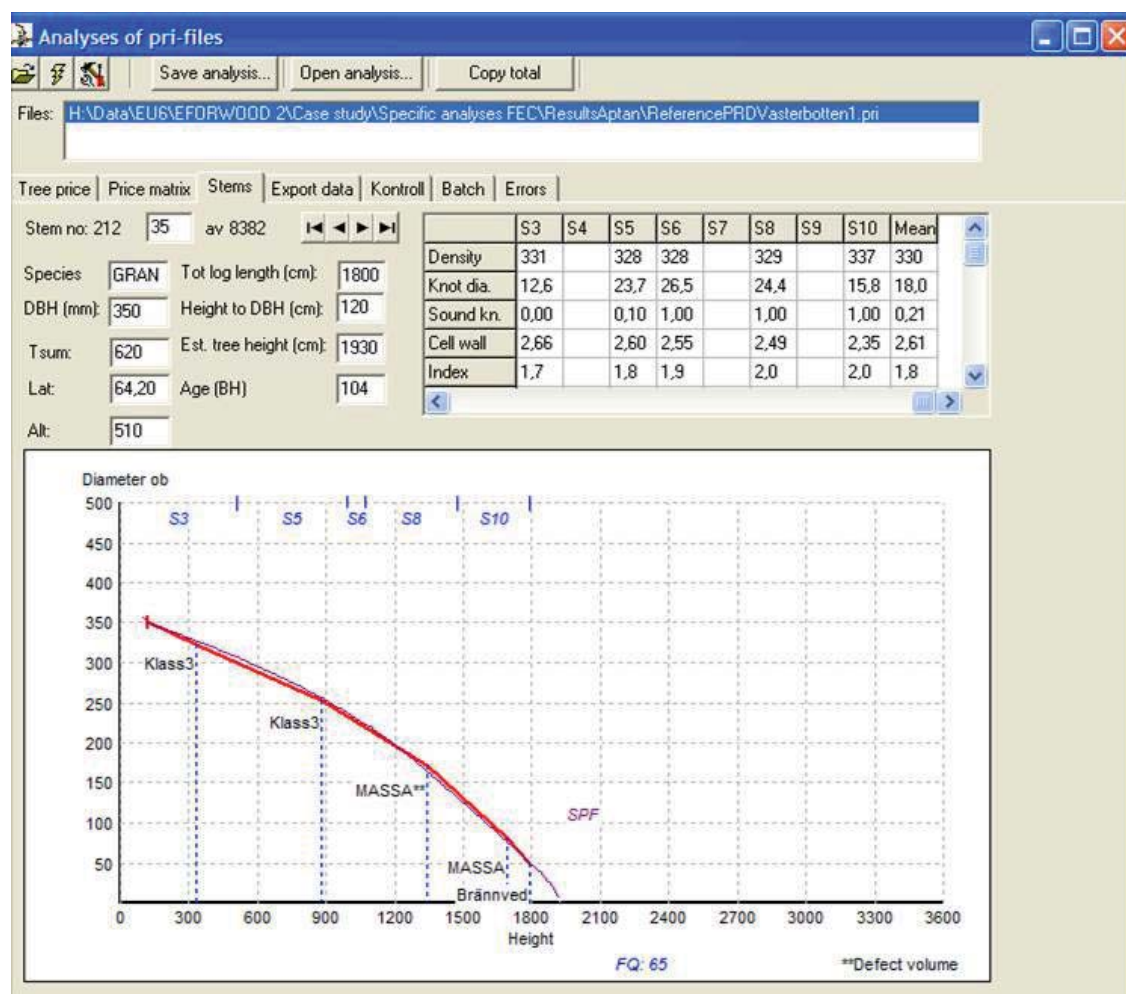 Analyses of pri-files
Save analysis... Open analysis... Copy total
Files: H:\Data\EU6\EFORWOOD 2\Case study\Specific analyses FEC\ResultsAptan\ReferencePRD\Vasterbotten1.pri
Tree price Price matrix Stems Export data Kontroll Batch Errors
Stem no: 212 35 av 8382
S3 S4 S5 S6 S7 S8 S9 S10 Mean
Density 331 328 328 329 337 330
Knot dia. 12,6 23,7 26,5 24,4 15,8 18,0
Sound kn. 0,00 0,10 1,00 1,00 1,00 0,21
Cell wall 2,66 2,60 2,55 2,49 2,35 2,61
Index 1,7 1,8 1,9 2,0 2,0 1,8
Species GRAN Tot log length (cm): 1800
DBH (mm): 350 Height to DBH (cm): 120
Tsum: 620 Est. tree height (cm): 1930
Lat: 64,20 Age (BH) 104
Alt: 510
Diameter ob
500
S3 S5 S6 S8 S10
450
400
350
300 Klass3
250
Klass3
200
150
MASSA**
100 SPF
50
MASSA
Brännved
0 300 600 900 1200 1500 1800 2100 2400 2700 3000 3300 3600
Height
FQ: 65 **Defect volume